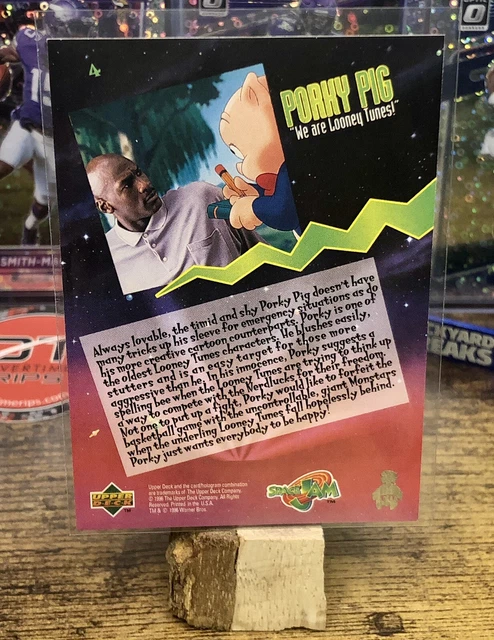 4
PORKY PIG
"We are Looney Tunes!"
Always lovable, the timid and shy Porky Pig doesn't have
many tricks up his sleeve for emergency situations as do
his more creative cartoon counterparts. Porky is one of
the oldest Looney Tunes characters. He blushes easily,
stutters and is an easy target for those more
aggressive than he. In his innocence, Porky suggests a
spelling bee when the Looney Tunes are trying to think up
a way to compete with the Nerdlucks for their freedom.
Not one to put up a fight, Porky would like to forfeit the
basketball game with the uncontrollable, giant Monstars
when the underling Looney Tunes fall hopelessly behind.
Porky just wants everybody to be happy!
UPPER
DECK
Upper Deck and the card/hologram combination
are trademarks of The Upper Deck Company.
© 1996 The Upper Deck Company. All Rights
Reserved. Printed in the U.S.A.
TM & © 1996 Warner Bros.
SPACE JAM
SMITH-